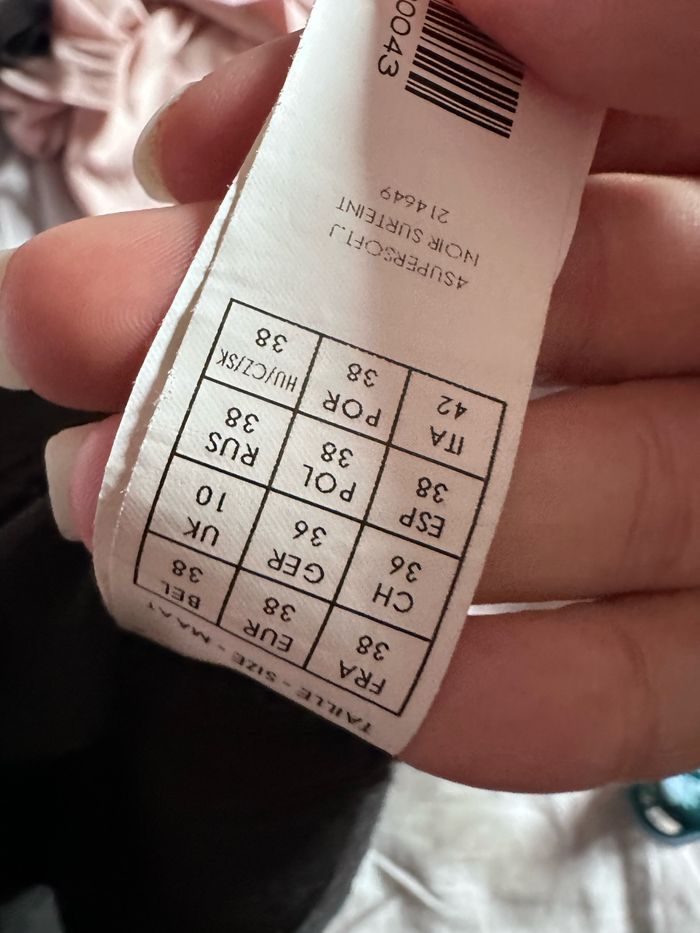 TAILLE - SIZE - MAAT
FRA EUR BEL
38 38 38
CH GER UK
36 36 10
ESP POL RUS
38 38 38
ITA POR HU/CZ/SK
42 38 38
4SUPERSOFTJ
NOIR SURTEINT
214649
0043